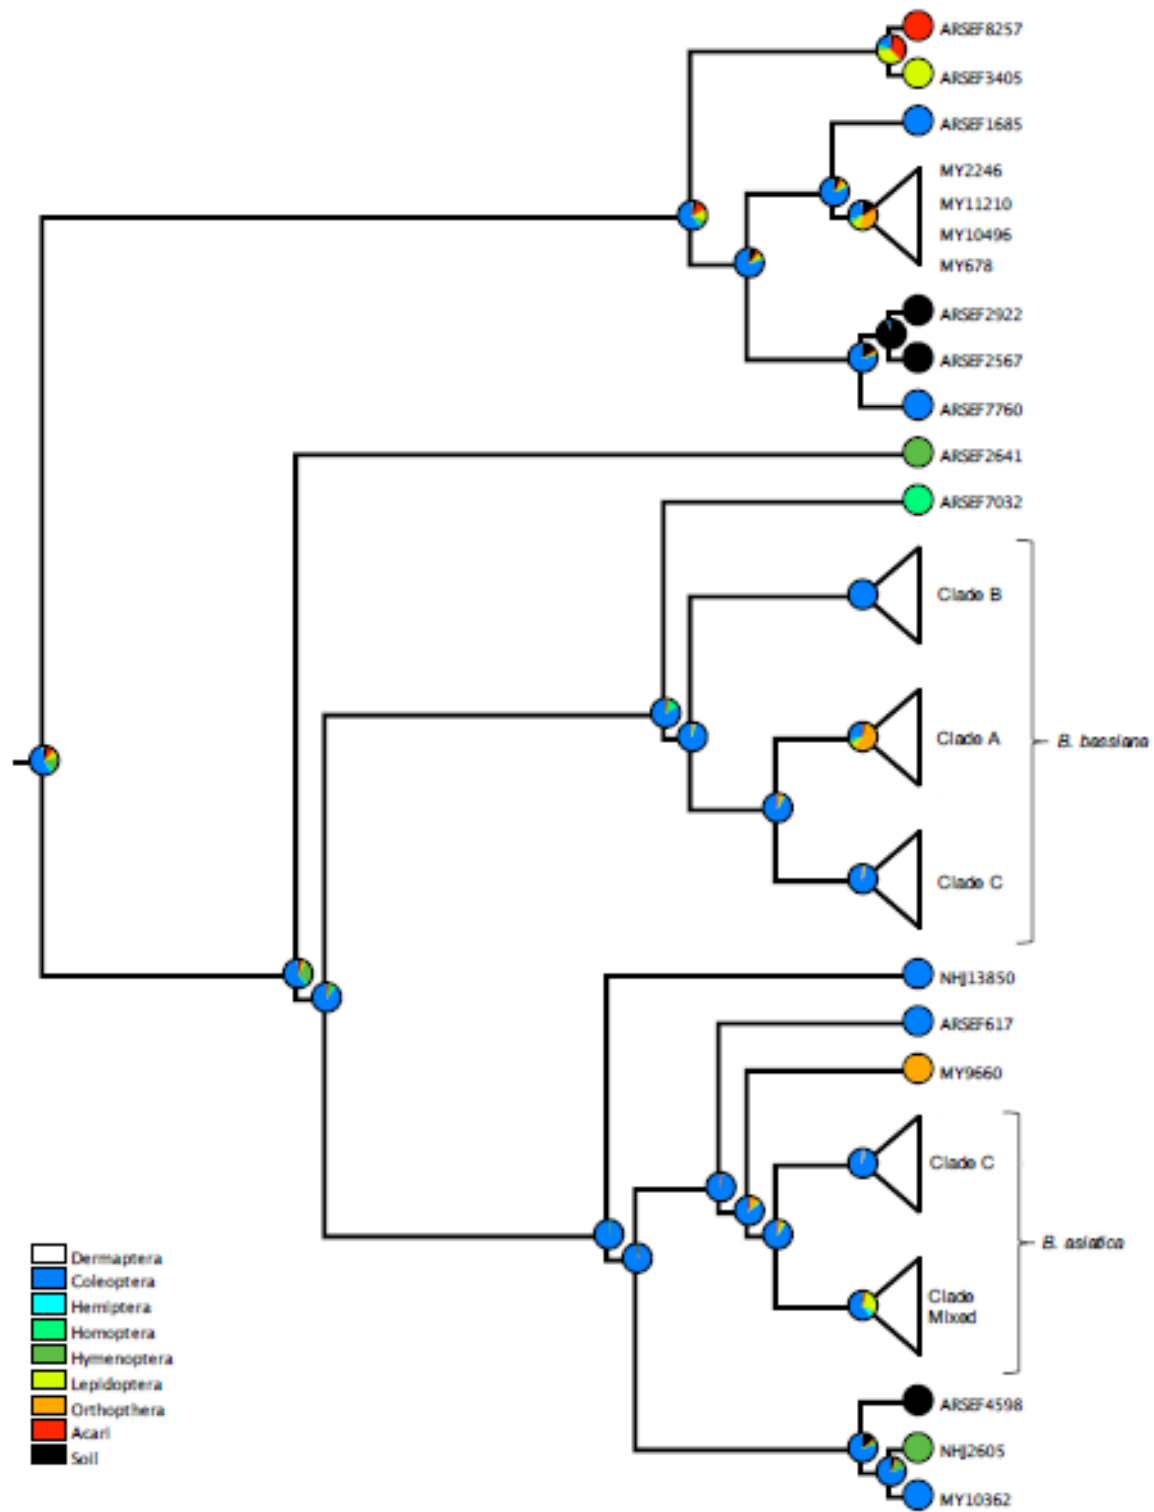 ARSEF8257
ARSEF3405
ARSEF1685
MY2246
MY11210
MY10496
MY678
ARSEF2922
ARSEF2567
ARSEF7760
ARSEF2641
ARSEF7032
Clade B
Clade A
B. bassiana
Clade C
NHJ13850
ARSEF617
MY9660
Clade C
B. asiatica
Clade
Mixed
ARSEF4598
NHJ2605
MY10362
Dermaptera
Coleoptera
Hemiptera
Homoptera
Hymenoptera
Lepidoptera
Orthopthera
Acari
Soil